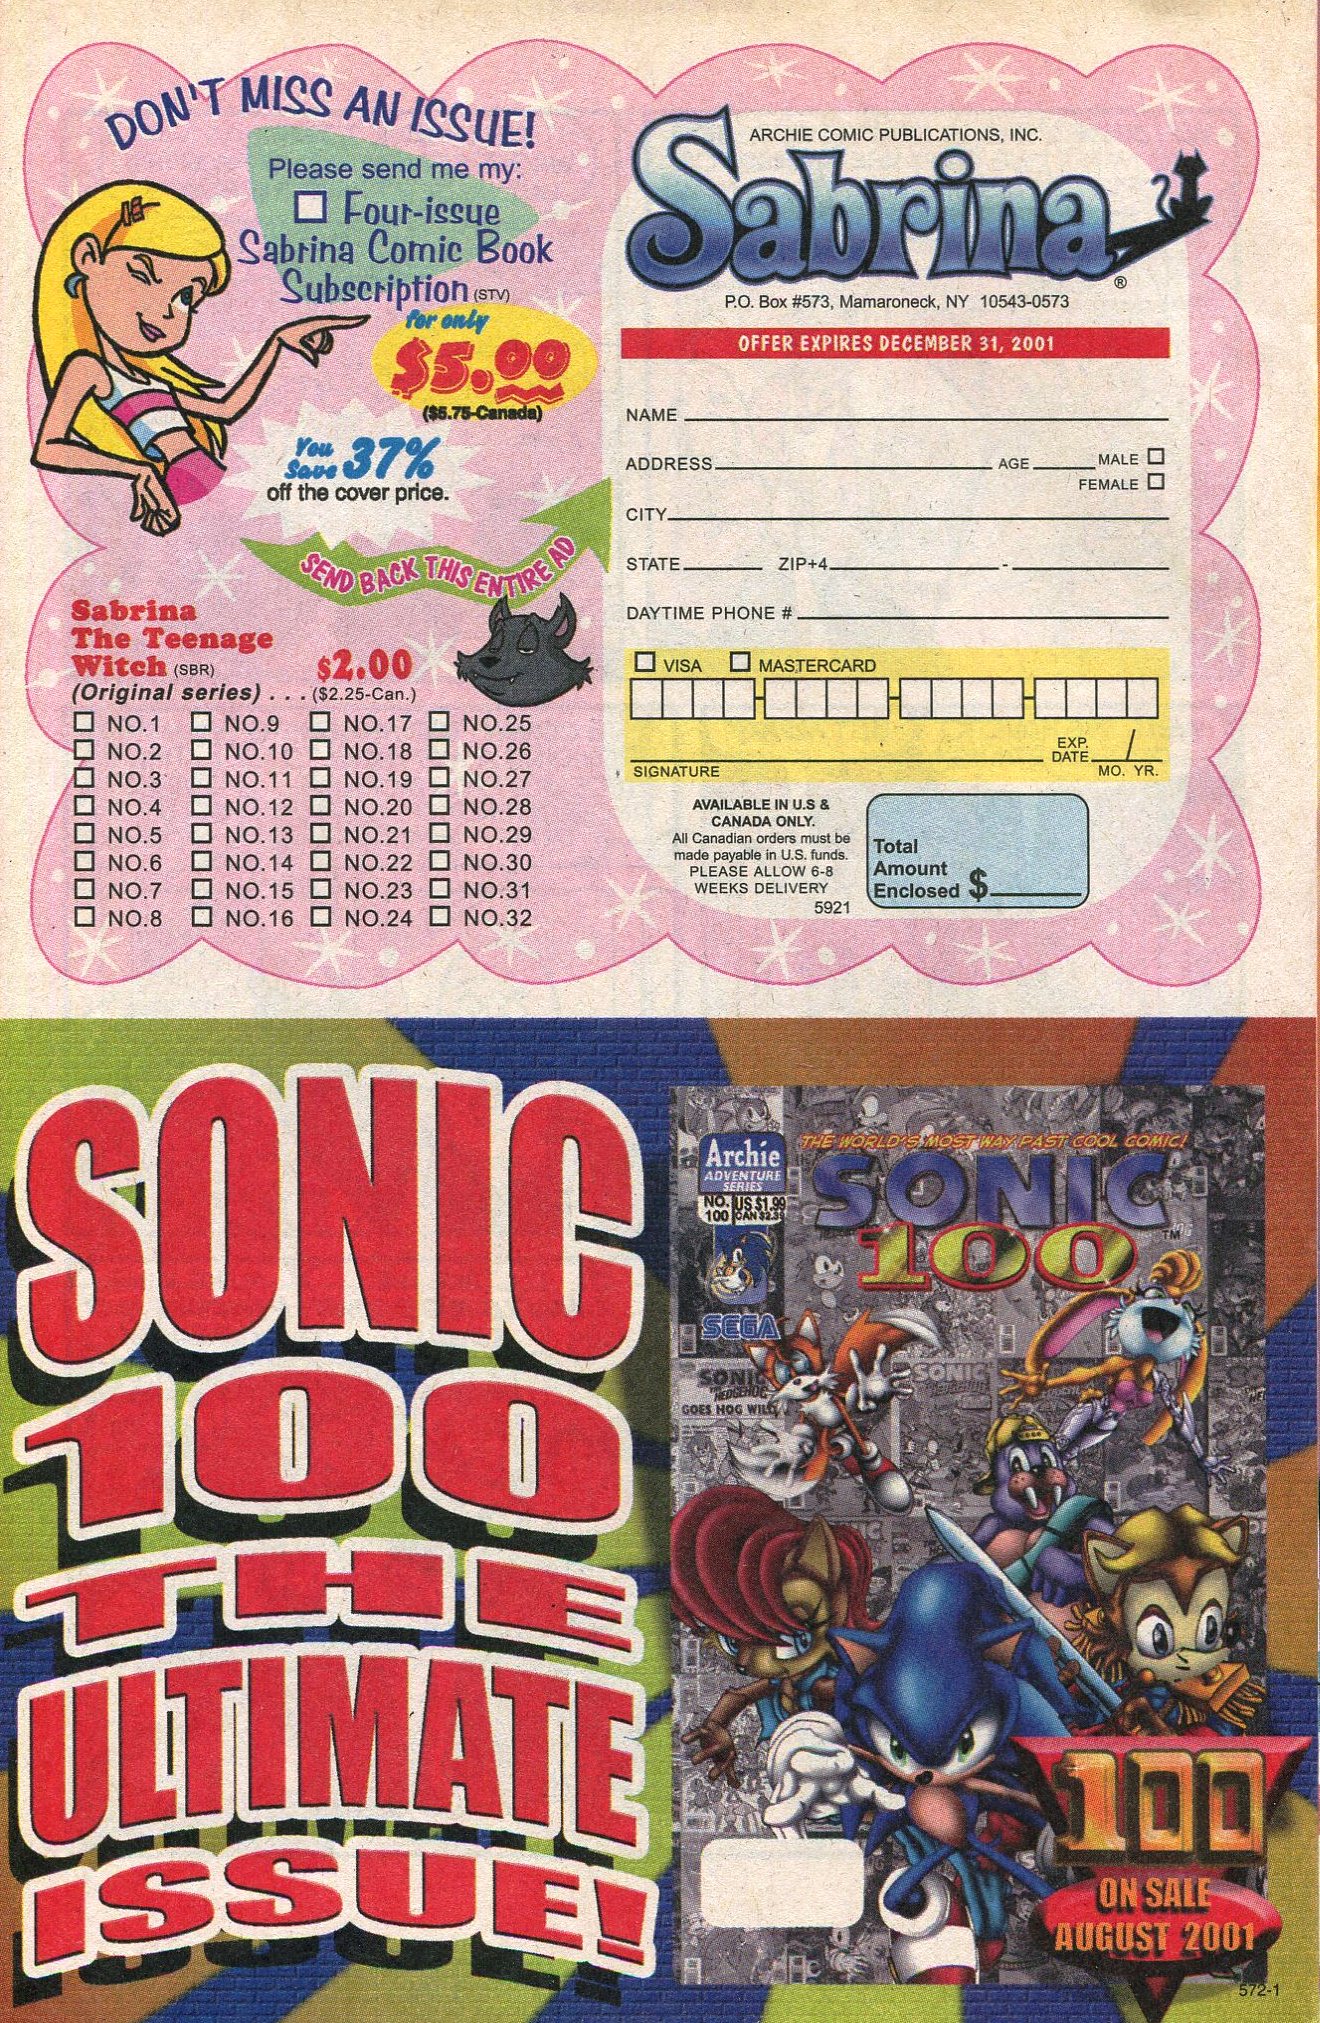 DON'T MISS AN ISSUE!
Please send me my:
Four-issue
Sabrina Comic Book
Subscription (STV)
for only
$5.00
($5.75-Canada)
You
Save 37%
off the cover price.
SEND BACK THIS ENTIRE AD
Sabrina
The Teenage
Witch (SBR) $2.00
(Original series) . . . ($2.25-Can.)
NO.1 NO.9 NO.17 NO.25
NO.2 NO.10 NO.18 NO.26
NO.3 NO.11 NO.19 NO.27
NO.4 NO.12 NO.20 NO.28
NO.5 NO.13 NO.21 NO.29
NO.6 NO.14 NO.22 NO.30
NO.7 NO.15 NO.23 NO.31
NO.8 NO.16 NO.24 NO.32
ARCHIE COMIC PUBLICATIONS, INC.
Sabrina
®
P.O. Box #573, Mamaroneck, NY 10543-0573
OFFER EXPIRES DECEMBER 31, 2001
NAME
ADDRESS AGE MALE
FEMALE
CITY
STATE ZIP+4 -
DAYTIME PHONE #
VISA MASTERCARD
EXP.
DATE /
SIGNATURE MO. YR.
AVAILABLE IN U.S &
CANADA ONLY.
All Canadian orders must be
made payable in U.S. funds.
PLEASE ALLOW 6-8
WEEKS DELIVERY
5921
Total
Amount
Enclosed $
SONIC
100
THE
ULTIMATE
ISSUE!
THE WORLD'S MOST WAY PAST COOL COMIC!
Archie
ADVENTURE
SERIES
NO. US $1.99
100 CAN $2.39
SONIC
100
TM
SEGA
SONIC
THE HEDGEHOG
GOES HOG WILD
SONIC
100
ON SALE
AUGUST 2001
572-1